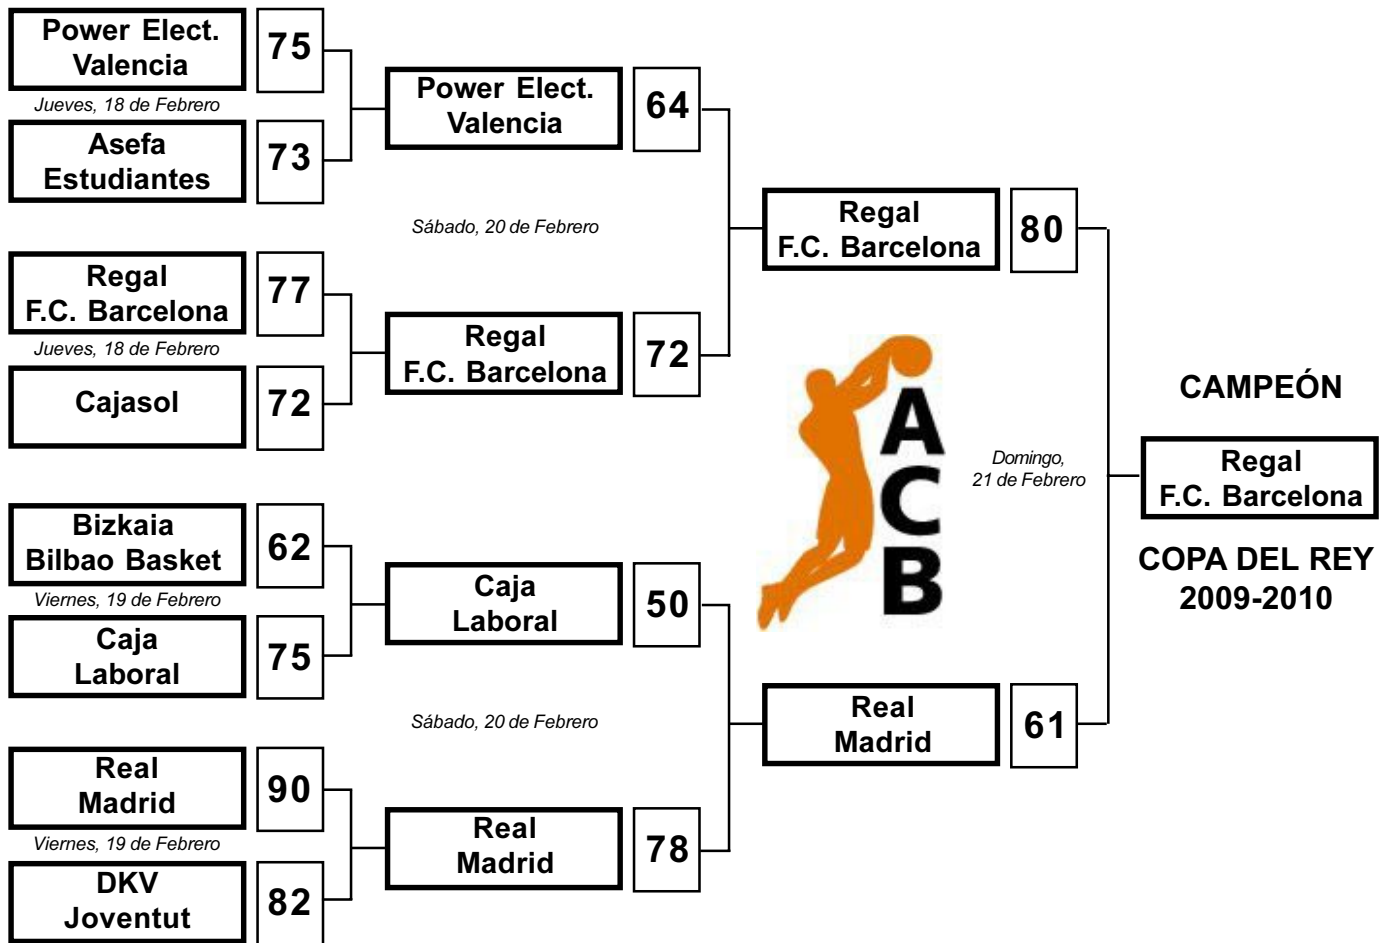 Power Elect.
Valencia
75
Jueves, 18 de Febrero
Asefa
Estudiantes
73
Regal
F.C. Barcelona
77
Jueves, 18 de Febrero
Cajasol
72
Bizkaia
Bilbao Basket
62
Viernes, 19 de Febrero
Caja
Laboral
75
Real
Madrid
90
Viernes, 19 de Febrero
DKV
Joventut
82
Power Elect.
Valencia
64
Sábado, 20 de Febrero
Regal
F.C. Barcelona
72
Caja
Laboral
50
Sábado, 20 de Febrero
Real
Madrid
78
Regal
F.C. Barcelona
80
A
C
B
Domingo,
21 de Febrero
Real
Madrid
61
CAMPEÓN
Regal
F.C. Barcelona
COPA DEL REY
2009-2010